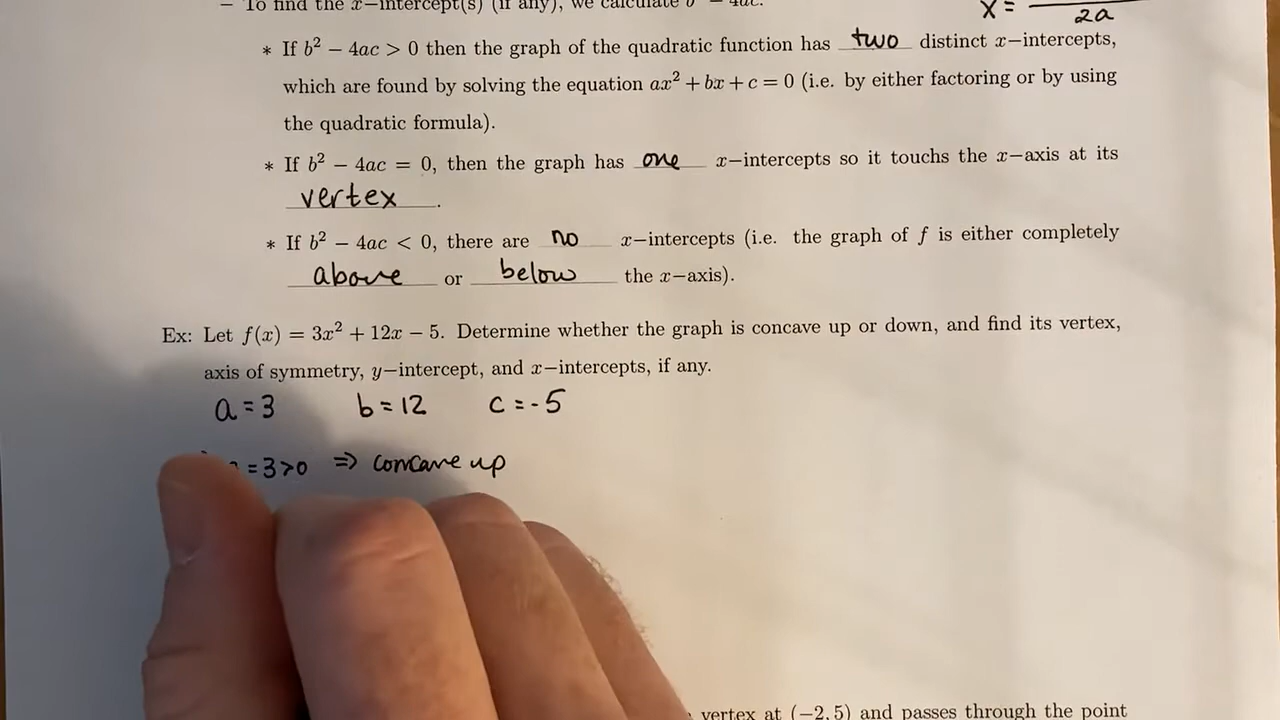 – To find the x−intercept(s) (if any), we calculate b² − 4ac.
x = 2a
* If b² − 4ac > 0 then the graph of the quadratic function has two distinct x−intercepts,
which are found by solving the equation ax² + bx + c = 0 (i.e. by either factoring or by using
the quadratic formula).
* If b² − 4ac = 0, then the graph has one x−intercepts so it touchs the x−axis at its
vertex.
* If b² − 4ac < 0, there are no x−intercepts (i.e. the graph of f is either completely
above or below the x−axis).
Ex: Let f(x) = 3x² + 12x − 5. Determine whether the graph is concave up or down, and find its vertex,
axis of symmetry, y−intercept, and x−intercepts, if any.
a = 3 b = 12 c = -5
= 3 > 0 ⇒ concave up
vertex at (−2, 5) and passes through the point